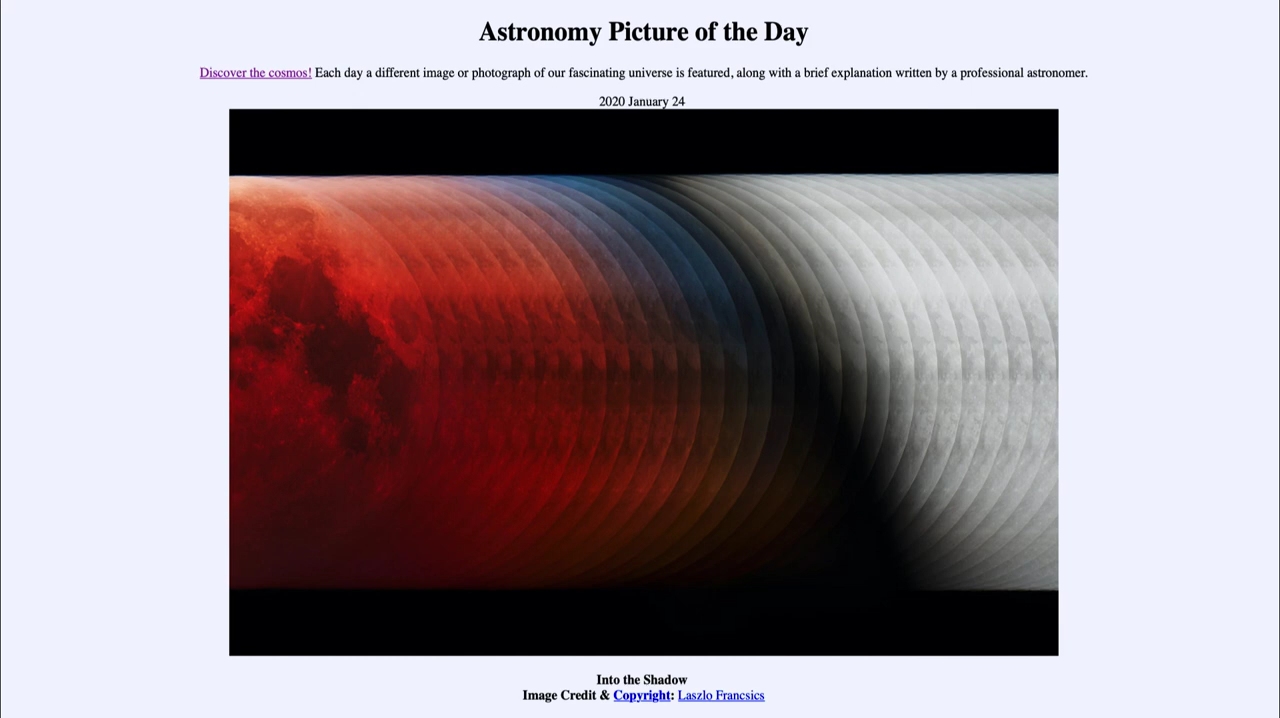 Astronomy Picture of the Day
Discover the cosmos! Each day a different image or photograph of our fascinating universe is featured, along with a brief explanation written by a professional astronomer.
2020 January 24
Into the Shadow
Image Credit & Copyright: Laszlo Francsics